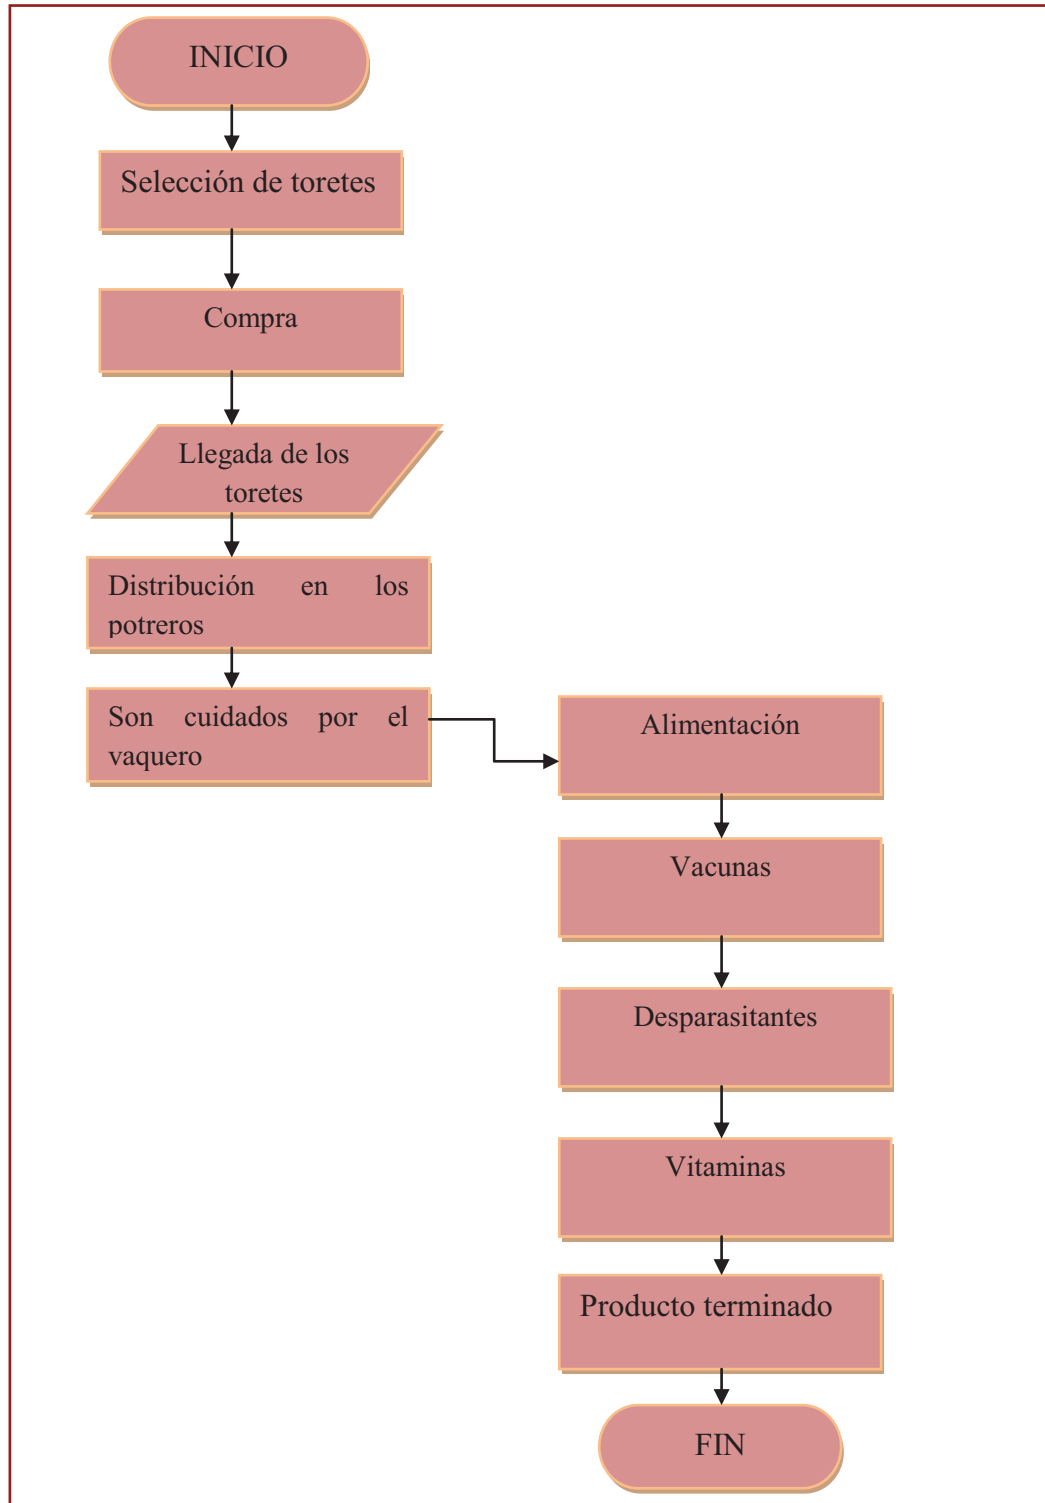 INICIO
Selección de toretes
Compra
Llegada de los
toretes
Distribución en los
potreros
Son cuidados por el
vaquero
Alimentación
Vacunas
Desparasitantes
Vitaminas
Producto terminado
FIN